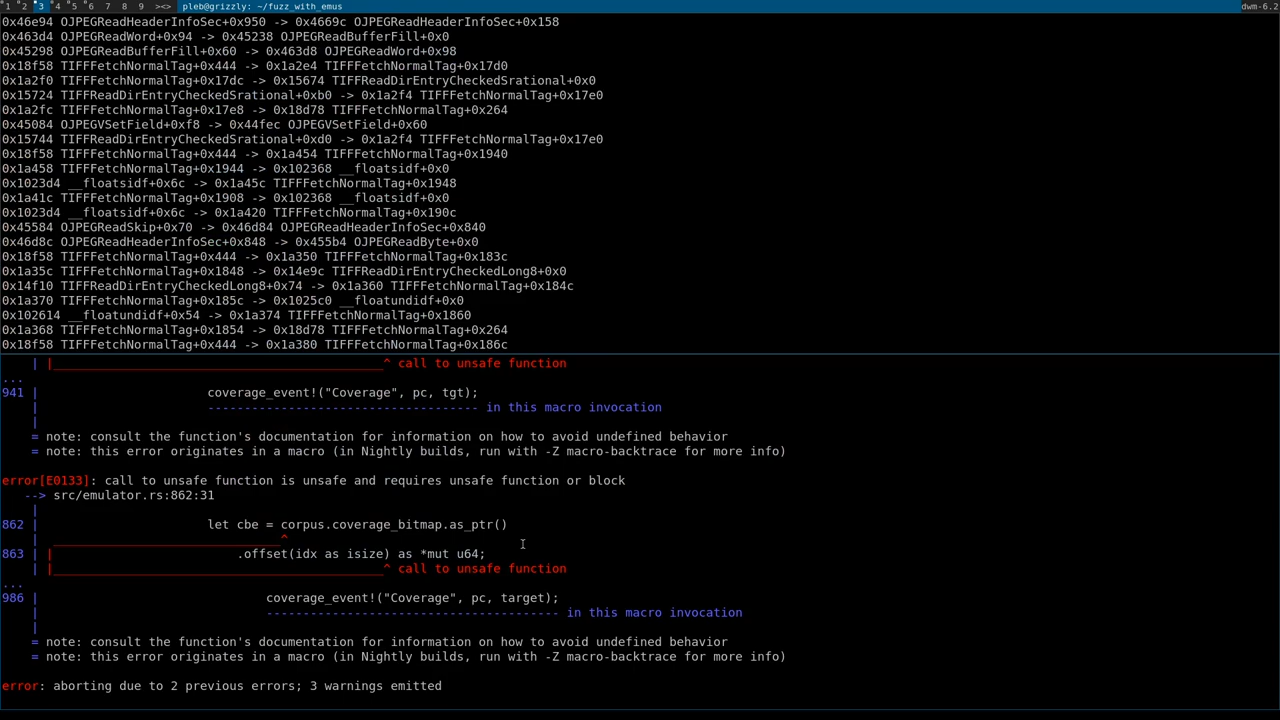 1 2 3 4 5 6 7 8 9 ><> pleb@grizzly: ~/fuzz_with_emus dwm-6.2
0x46e94 OJPEGReadHeaderInfoSec+0x950 -> 0x4669c OJPEGReadHeaderInfoSec+0x158
0x463d4 OJPEGReadWord+0x94 -> 0x45238 OJPEGReadBufferFill+0x0
0x45298 OJPEGReadBufferFill+0x60 -> 0x463d8 OJPEGReadWord+0x98
0x18f58 TIFFFetchNormalTag+0x444 -> 0x1a2e4 TIFFFetchNormalTag+0x17d0
0x1a2f0 TIFFFetchNormalTag+0x17dc -> 0x15674 TIFFReadDirEntryCheckedSrational+0x0
0x15724 TIFFReadDirEntryCheckedSrational+0xb0 -> 0x1a2f4 TIFFFetchNormalTag+0x17e0
0x1a2fc TIFFFetchNormalTag+0x17e8 -> 0x18d78 TIFFFetchNormalTag+0x264
0x45084 OJPEGVSetField+0xf8 -> 0x44fec OJPEGVSetField+0x60
0x15744 TIFFReadDirEntryCheckedSrational+0xd0 -> 0x1a2f4 TIFFFetchNormalTag+0x17e0
0x18f58 TIFFFetchNormalTag+0x444 -> 0x1a454 TIFFFetchNormalTag+0x1940
0x1a458 TIFFFetchNormalTag+0x1944 -> 0x102368 __floatsidf+0x0
0x1023d4 __floatsidf+0x6c -> 0x1a45c TIFFFetchNormalTag+0x1948
0x1a41c TIFFFetchNormalTag+0x1908 -> 0x102368 __floatsidf+0x0
0x1023d4 __floatsidf+0x6c -> 0x1a420 TIFFFetchNormalTag+0x190c
0x45584 OJPEGReadSkip+0x70 -> 0x46d84 OJPEGReadHeaderInfoSec+0x840
0x46d8c OJPEGReadHeaderInfoSec+0x848 -> 0x455b4 OJPEGReadByte+0x0
0x18f58 TIFFFetchNormalTag+0x444 -> 0x1a350 TIFFFetchNormalTag+0x183c
0x1a35c TIFFFetchNormalTag+0x1848 -> 0x14e9c TIFFReadDirEntryCheckedLong8+0x0
0x14f10 TIFFReadDirEntryCheckedLong8+0x74 -> 0x1a360 TIFFFetchNormalTag+0x184c
0x1a370 TIFFFetchNormalTag+0x185c -> 0x1025c0 __floatundidf+0x0
0x102614 __floatundidf+0x54 -> 0x1a374 TIFFFetchNormalTag+0x1860
0x1a368 TIFFFetchNormalTag+0x1854 -> 0x18d78 TIFFFetchNormalTag+0x264
0x18f58 TIFFFetchNormalTag+0x444 -> 0x1a380 TIFFFetchNormalTag+0x186c
| |_____________________________________________^ call to unsafe function
...
941 | coverage_event!("Coverage", pc, tgt);
| ------------------------------------- in this macro invocation
|
= note: consult the function's documentation for information on how to avoid undefined behavior
= note: this error originates in a macro (in Nightly builds, run with -Z macro-backtrace for more info)
error[E0133]: call to unsafe function is unsafe and requires unsafe function or block
--> src/emulator.rs:862:31
|
862 | let cbe = corpus.coverage_bitmap.as_ptr()
| _______________________________^
863 | | .offset(idx as isize) as *mut u64;
| |_____________________________________________^ call to unsafe function
...
986 | coverage_event!("Coverage", pc, target);
| ---------------------------------------- in this macro invocation
|
= note: consult the function's documentation for information on how to avoid undefined behavior
= note: this error originates in a macro (in Nightly builds, run with -Z macro-backtrace for more info)
error: aborting due to 2 previous errors; 3 warnings emitted